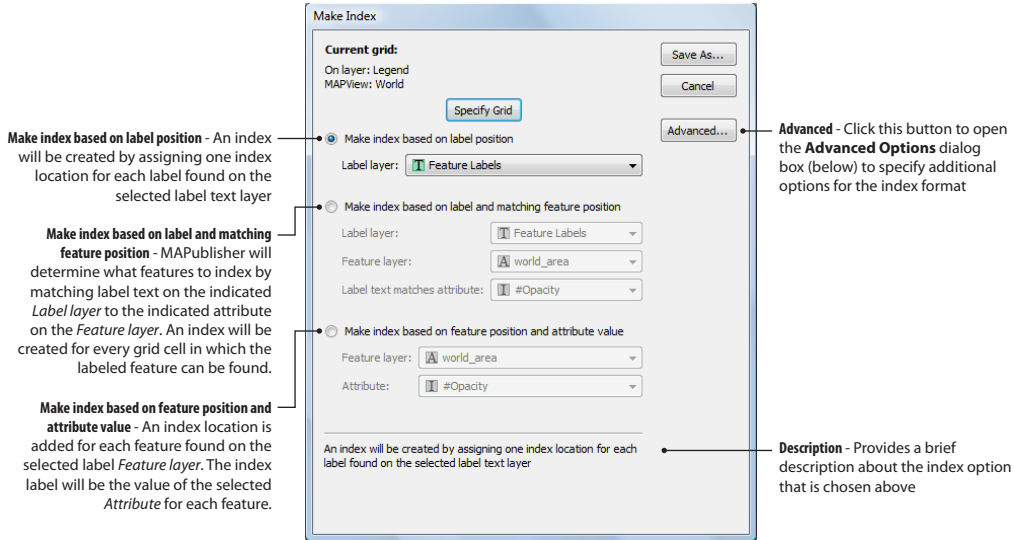 Make Index
Current grid:
On layer: Legend
MAPView: World
Specify Grid
Save As...
Cancel
Advanced...
Make index based on label position
Label layer: T Feature Labels
Make index based on label and matching feature position
Label layer: T Feature Labels
Feature layer: A world_area
Label text matches attribute: I #Opacity
Make index based on feature position and attribute value
Feature layer: A world_area
Attribute: I #Opacity
An index will be created by assigning one index location for each
label found on the selected label text layer
Make index based on label position - An index
will be created by assigning one index
location for each label found on the
selected label text layer
Make index based on label and matching
feature position - MAPublisher will
determine what features to index by
matching label text on the indicated
Label layer to the indicated attribute
on the Feature layer. An index will be
created for every grid cell in which the
labeled feature can be found.
Make index based on feature position and
attribute value - An index location is
added for each feature found on the
selected label Feature layer. The index
label will be the value of the selected
Attribute for each feature.
Advanced - Click this button to open
the Advanced Options dialog
box (below) to specify additional
options for the index format
Description - Provides a brief
description about the index option
that is chosen above